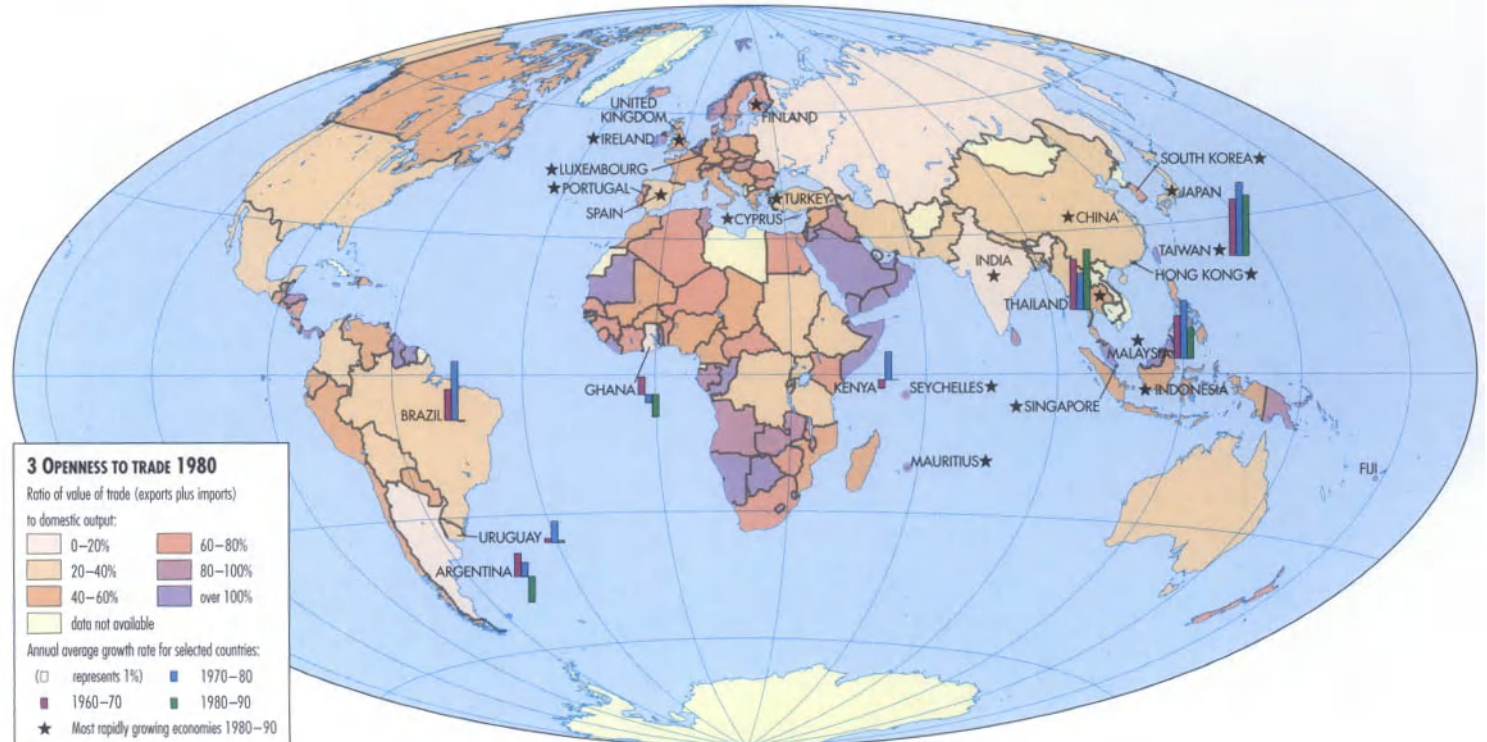 UNITED
KINGDOM
FINLAND
★IRELAND
★LUXEMBOURG
★PORTUGAL
SPAIN
TURKEY
★CYPRUS
SOUTH KOREA★
JAPAN
CHINA
TAIWAN★
HONG KONG★
INDIA
THAILAND
MALAYSIA
GHANA
KENYA
SEYCHELLES★
★SINGAPORE
★INDONESIA
BRAZIL
MAURITIUS★
FIJI
URUGUAY
ARGENTINA
3 OPENNESS TO TRADE 1980
Ratio of value of trade (exports plus imports)
to domestic output:
0–20% 60–80%
20–40% 80–100%
40–60% over 100%
data not available
Annual average growth rate for selected countries:
(□ represents 1%) 1970–80
1960–70 1980–90
★ Most rapidly growing economies 1980–90